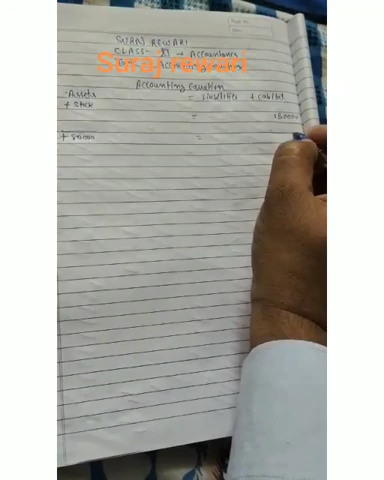 SURAJ REWARI
CLASS- XI → Accountancy
Suraj rewari
Accounting Equation
Assets = Liabilities + Capital
+ Stock
=
+ 80000 =